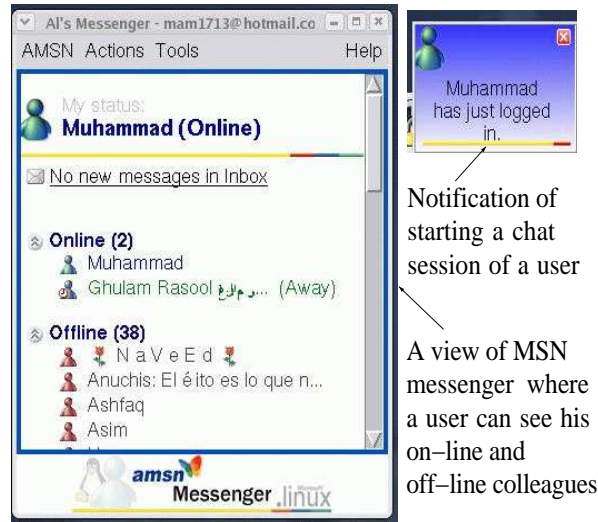 Al's Messenger - mam1713@hotmail.co
AMSN Actions Tools Help
My status:
Muhammad (Online)
No new messages in Inbox
Online (2)
Muhammad
Ghulam Rasool ... (Away)
Offline (38)
N a V e E d
Anuchis: El é ito es lo que n...
Ashfaq
Asim
amsn
Messenger .linux
Muhammad
has just logged
in.
Notification of
starting a chat
session of a user
A view of MSN
messenger where
a user can see his
on−line and
off−line colleagues